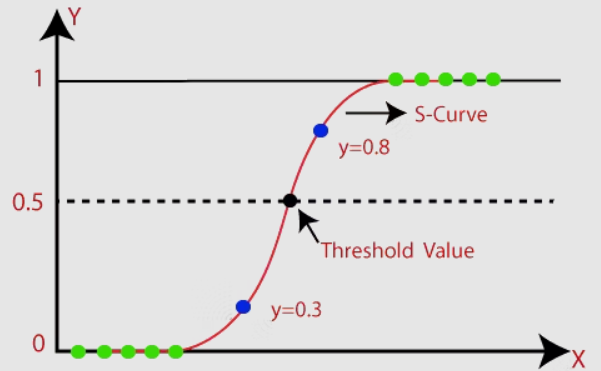 Y
1
S-Curve
y=0.8
0.5
Threshold Value
y=0.3
0
X